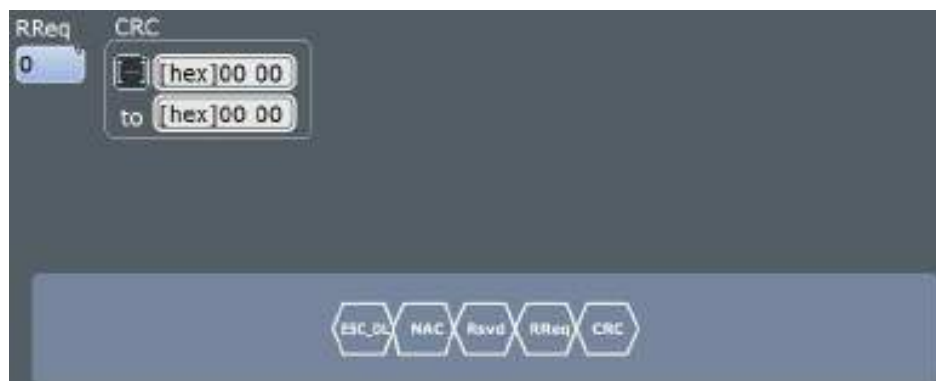 RReq CRC
0 [hex]00 00
to [hex]00 00
ESC_DL NAC Rsvd RReq CRC